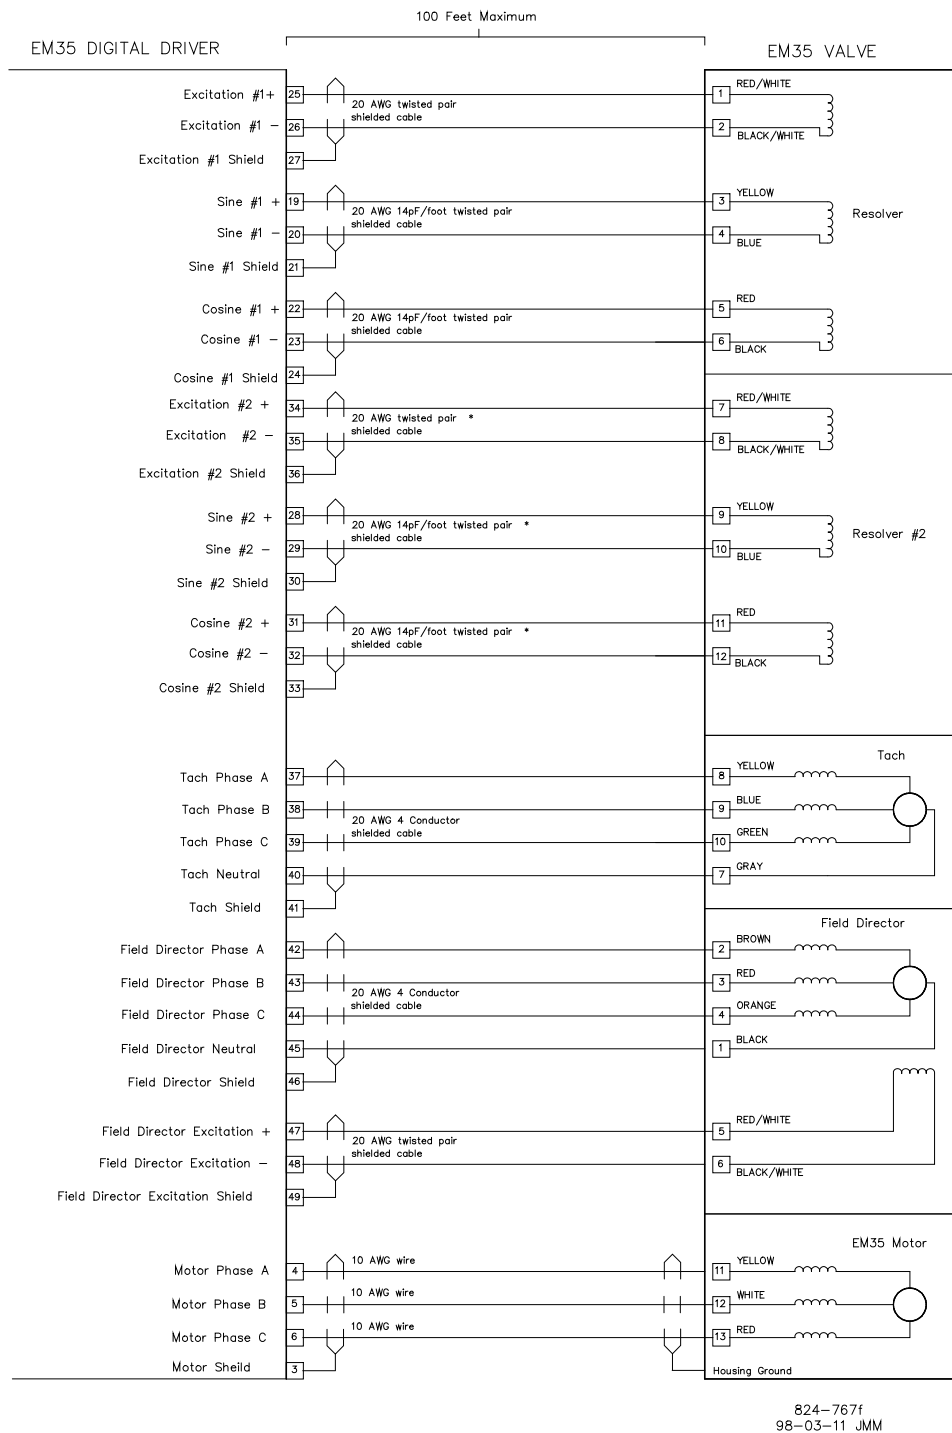 100 Feet Maximum
EM35 DIGITAL DRIVER
EM35 VALVE
Excitation #1+ 25
20 AWG twisted pair
shielded cable
1 RED/WHITE
Excitation #1 − 26
2 BLACK/WHITE
Excitation #1 Shield 27
Sine #1 + 19
20 AWG 14pF/foot twisted pair
shielded cable
3 YELLOW
Resolver
Sine #1 − 20
4 BLUE
Sine #1 Shield 21
Cosine #1 + 22
20 AWG 14pF/foot twisted pair
shielded cable
5 RED
Cosine #1 − 23
6 BLACK
Cosine #1 Shield 24
Excitation #2 + 34
20 AWG twisted pair *
shielded cable
7 RED/WHITE
Excitation #2 − 35
8 BLACK/WHITE
Excitation #2 Shield 36
Sine #2 + 28
20 AWG 14pF/foot twisted pair *
shielded cable
9 YELLOW
Resolver #2
Sine #2 − 29
10 BLUE
Sine #2 Shield 30
Cosine #2 + 31
20 AWG 14pF/foot twisted pair *
shielded cable
11 RED
Cosine #2 − 32
12 BLACK
Cosine #2 Shield 33
Tach
Tach Phase A 37
8 YELLOW
Tach Phase B 38
20 AWG 4 Conductor
shielded cable
9 BLUE
Tach Phase C 39
10 GREEN
Tach Neutral 40
7 GRAY
Tach Shield 41
Field Director
Field Director Phase A 42
2 BROWN
Field Director Phase B 43
20 AWG 4 Conductor
shielded cable
3 RED
Field Director Phase C 44
4 ORANGE
Field Director Neutral 45
1 BLACK
Field Director Shield 46
Field Director Excitation + 47
20 AWG twisted pair
shielded cable
5 RED/WHITE
Field Director Excitation − 48
6 BLACK/WHITE
Field Director Excitation Shield 49
EM35 Motor
Motor Phase A 4
10 AWG wire
11 YELLOW
Motor Phase B 5
10 AWG wire
12 WHITE
Motor Phase C 6
10 AWG wire
13 RED
Motor Sheild 3
Housing Ground
824−767f
98−03−11 JMM